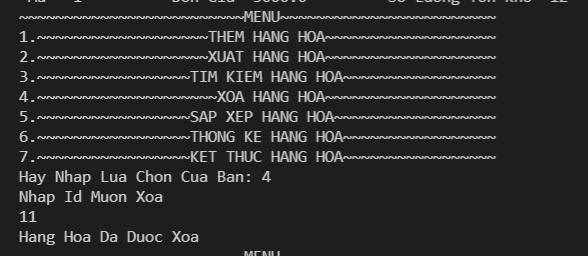 ~~~~~~~~~~~~~~~~~~~~~~~~~MENU~~~~~~~~~~~~~~~~~~~~~~~~
1.~~~~~~~~~~~~~~~~~~~THEM HANG HOA~~~~~~~~~~~~~~~~~~~
2.~~~~~~~~~~~~~~~~~~~XUAT HANG HOA~~~~~~~~~~~~~~~~~~~
3.~~~~~~~~~~~~~~~~~TIM KIEM HANG HOA~~~~~~~~~~~~~~~~~
4.~~~~~~~~~~~~~~~~~~~~XOA HANG HOA~~~~~~~~~~~~~~~~~~~
5.~~~~~~~~~~~~~~~~~SAP XEP HANG HOA~~~~~~~~~~~~~~~~~~
6.~~~~~~~~~~~~~~~~~THONG KE HANG HOA~~~~~~~~~~~~~~~~~
7.~~~~~~~~~~~~~~~~~KET THUC HANG HOA~~~~~~~~~~~~~~~~~
Hay Nhap Lua Chon Cua Ban: 4
Nhap Id Muon Xoa
11
Hang Hoa Da Duoc Xoa
MENU